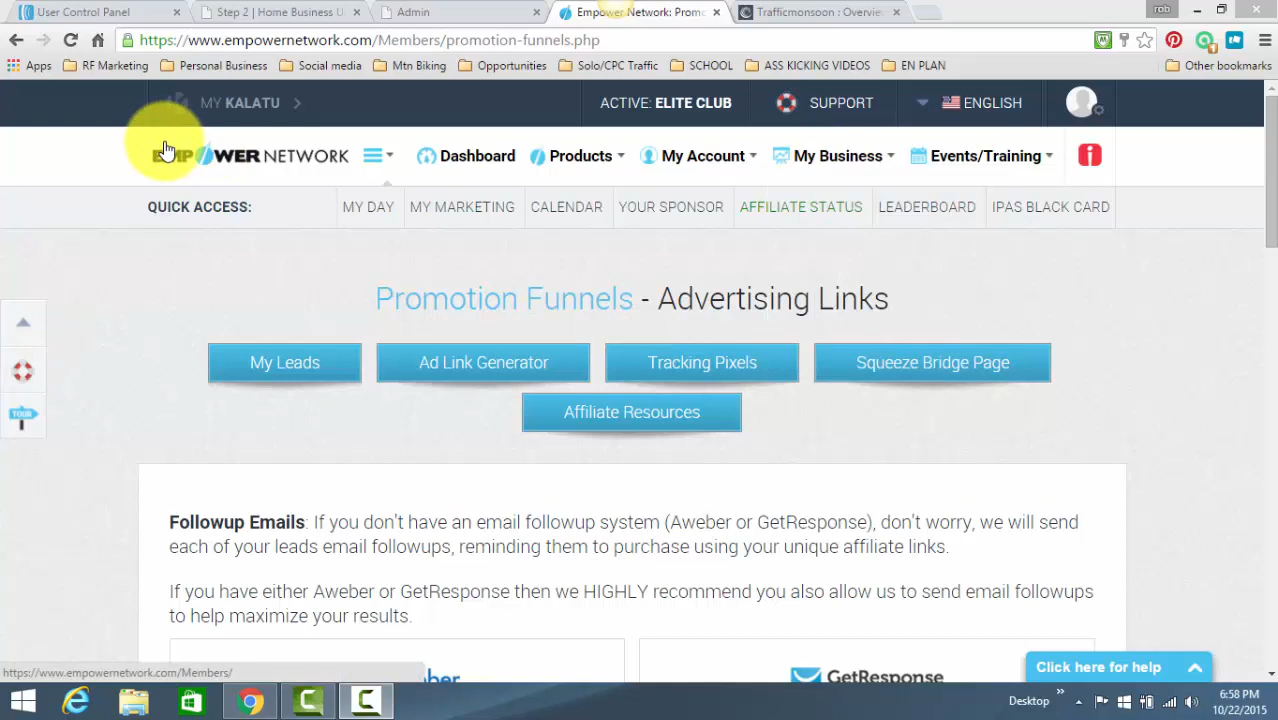 User Control Panel
Step 2 | Home Business U
Admin
Empower Network: Promo
Trafficmonsoon : Overview
rob
https://www.empowernetwork.com/Members/promotion-funnels.php
Apps
RF Marketing
Personal Business
Social media
Mtn Biking
Opportunities
Solo/CPC Traffic
SCHOOL
ASS KICKING VIDEOS
EN PLAN
Other bookmarks
MY KALATU
ACTIVE: ELITE CLUB
SUPPORT
ENGLISH
EMPOWER NETWORK
Dashboard
Products
My Account
My Business
Events/Training
QUICK ACCESS:
MY DAY
MY MARKETING
CALENDAR
YOUR SPONSOR
AFFILIATE STATUS
LEADERBOARD
IPAS BLACK CARD
Promotion Funnels - Advertising Links
My Leads
Ad Link Generator
Tracking Pixels
Squeeze Bridge Page
Affiliate Resources
TOUR
Followup Emails: If you don't have an email followup system (Aweber or GetResponse), don't worry, we will send
each of your leads email followups, reminding them to purchase using your unique affiliate links.
If you have either Aweber or GetResponse then we HIGHLY recommend you also allow us to send email followups
to help maximize your results.
ber
GetResponse
Click here for help
https://www.empowernetwork.com/Members/
Desktop
6:58 PM
10/22/2015